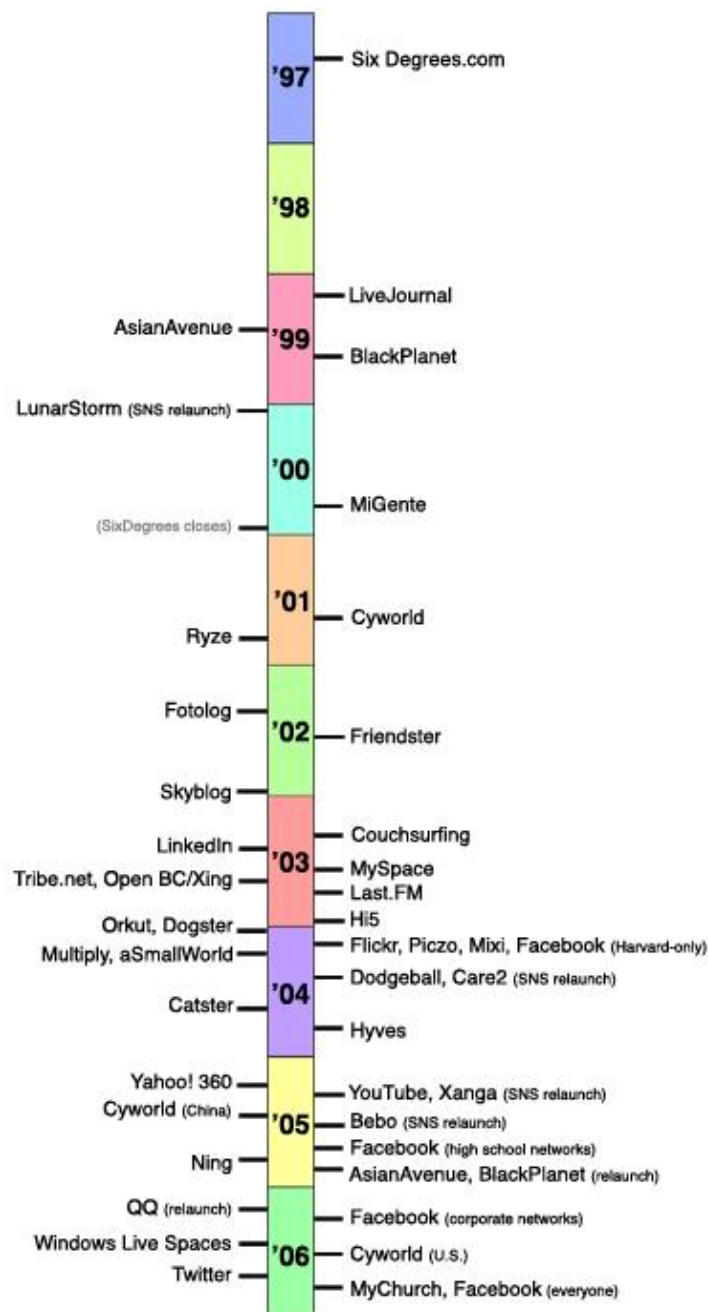 '97
Six Degrees.com
'98
LiveJournal
AsianAvenue
'99
BlackPlanet
LunarStorm (SNS relaunch)
'00
MiGente
(SixDegrees closes)
'01
Cyworld
Ryze
Fotolog
'02
Friendster
Skyblog
Couchsurfing
LinkedIn
'03
MySpace
Tribe.net, Open BC/Xing
Last.FM
Hi5
Orkut, Dogster
Flickr, Piczo, Mixi, Facebook (Harvard-only)
Multiply, aSmallWorld
Dodgeball, Care2 (SNS relaunch)
'04
Catster
Hyves
Yahoo! 360
YouTube, Xanga (SNS relaunch)
Cyworld (China)
'05
Bebo (SNS relaunch)
Facebook (high school networks)
Ning
AsianAvenue, BlackPlanet (relaunch)
QQ (relaunch)
Facebook (corporate networks)
Windows Live Spaces
'06
Cyworld (U.S.)
Twitter
MyChurch, Facebook (everyone)